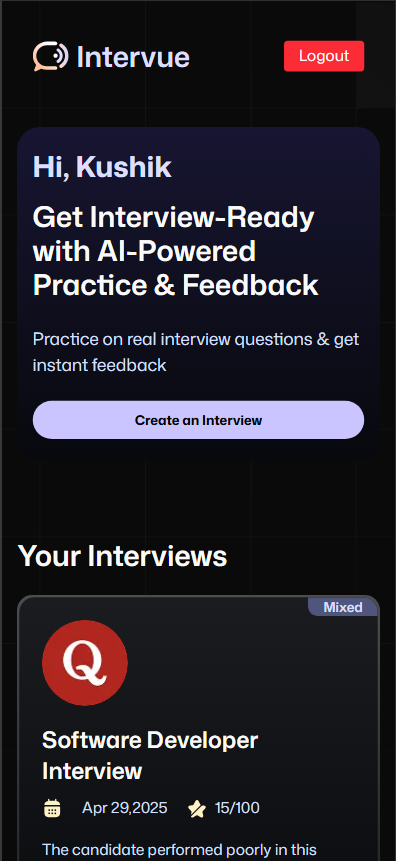 Intervue
Logout
Hi, Kushik
Get Interview-Ready
with AI-Powered
Practice & Feedback
Practice on real interview questions & get
instant feedback
Create an Interview
Your Interviews
Mixed
Q
Software Developer
Interview
Apr 29,2025
15/100
The candidate performed poorly in this